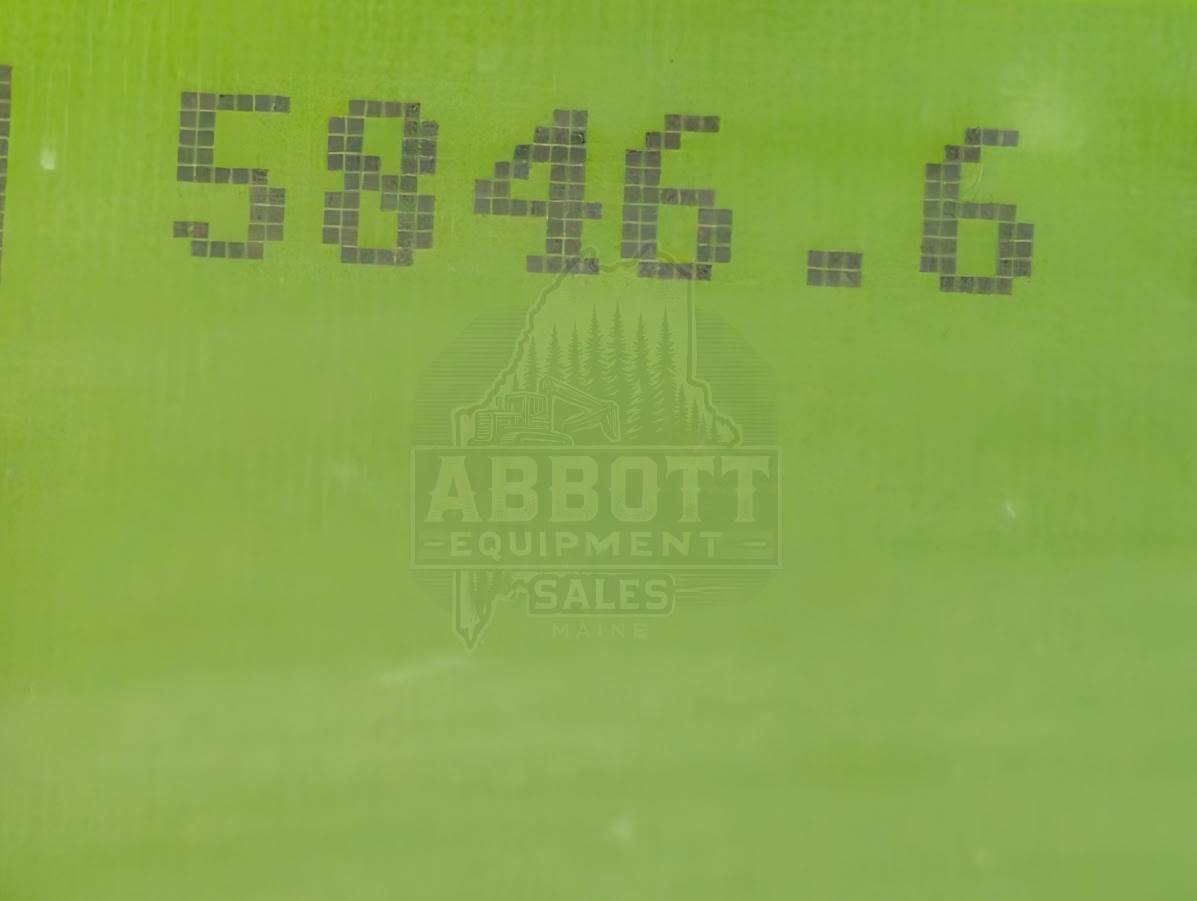 5846.6
ABBOTT
EQUIPMENT
SALES
MAINE